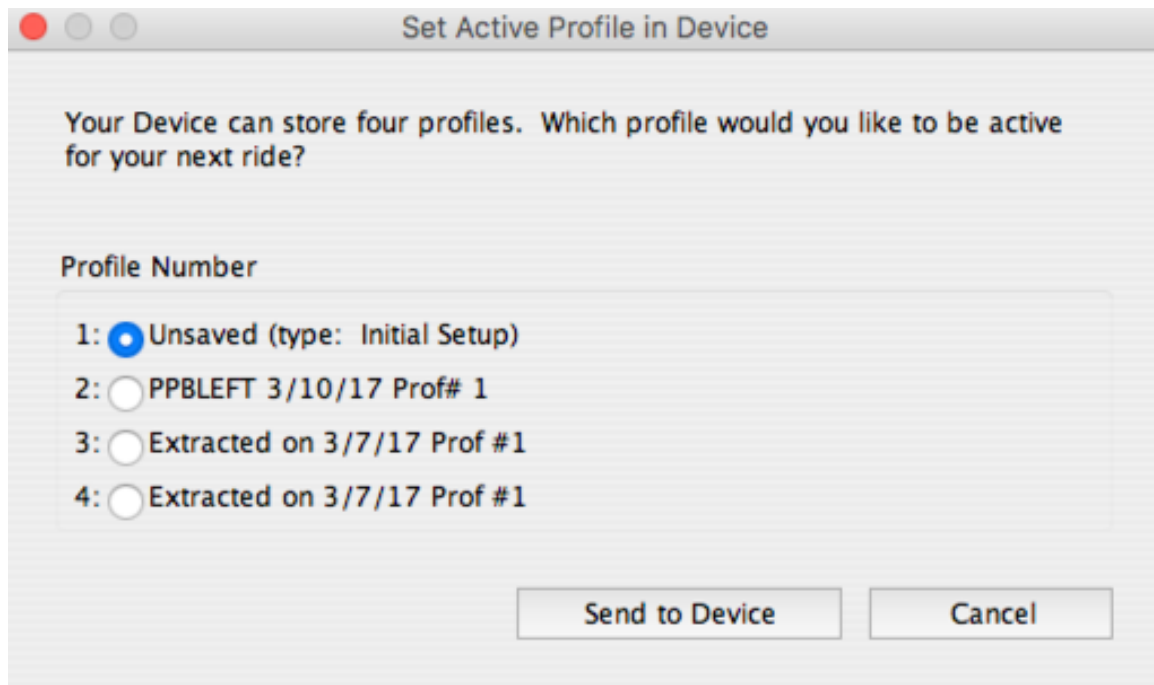 Set Active Profile in Device
Your Device can store four profiles.  Which profile would you like to be active
for your next ride?
Profile Number
1: Unsaved (type:  Initial Setup)
2: PPBLEFT 3/10/17 Prof# 1
3: Extracted on 3/7/17 Prof #1
4: Extracted on 3/7/17 Prof #1
Send to Device Cancel